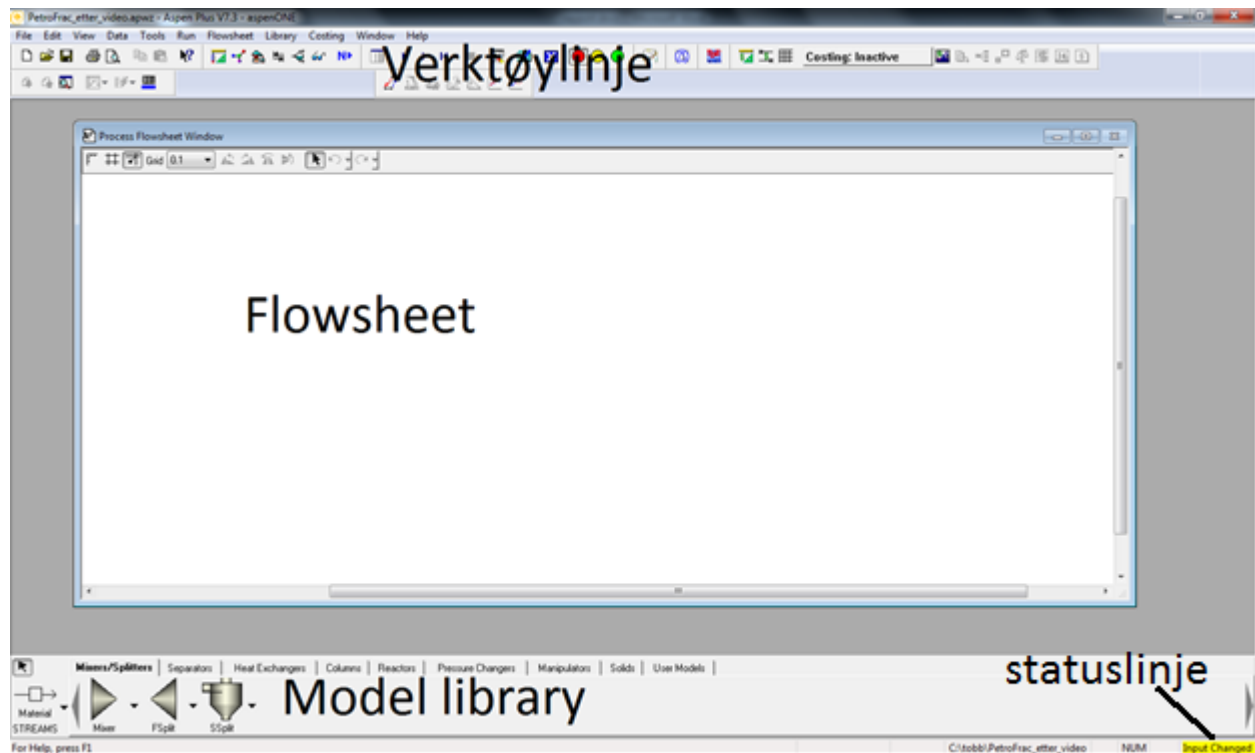 PetroFrac_etter_video.apwz - Aspen Plus V7.3 - aspenONE
File Edit View Data Tools Run Flowsheet Library Costing Window Help
N➔ Verktøylinje Costing: Inactive
Process Flowsheet Window
Grid 0.1
Flowsheet
Mixers/Splitters | Separators | Heat Exchangers | Columns | Reactors | Pressure Changers | Manipulators | Solids | User Models |
statuslinje
Model library
Material
STREAMS Mixer FSplit SSplit
For Help, press F1 C:\tobb\PetroFrac_etter_video NUM Input Changed